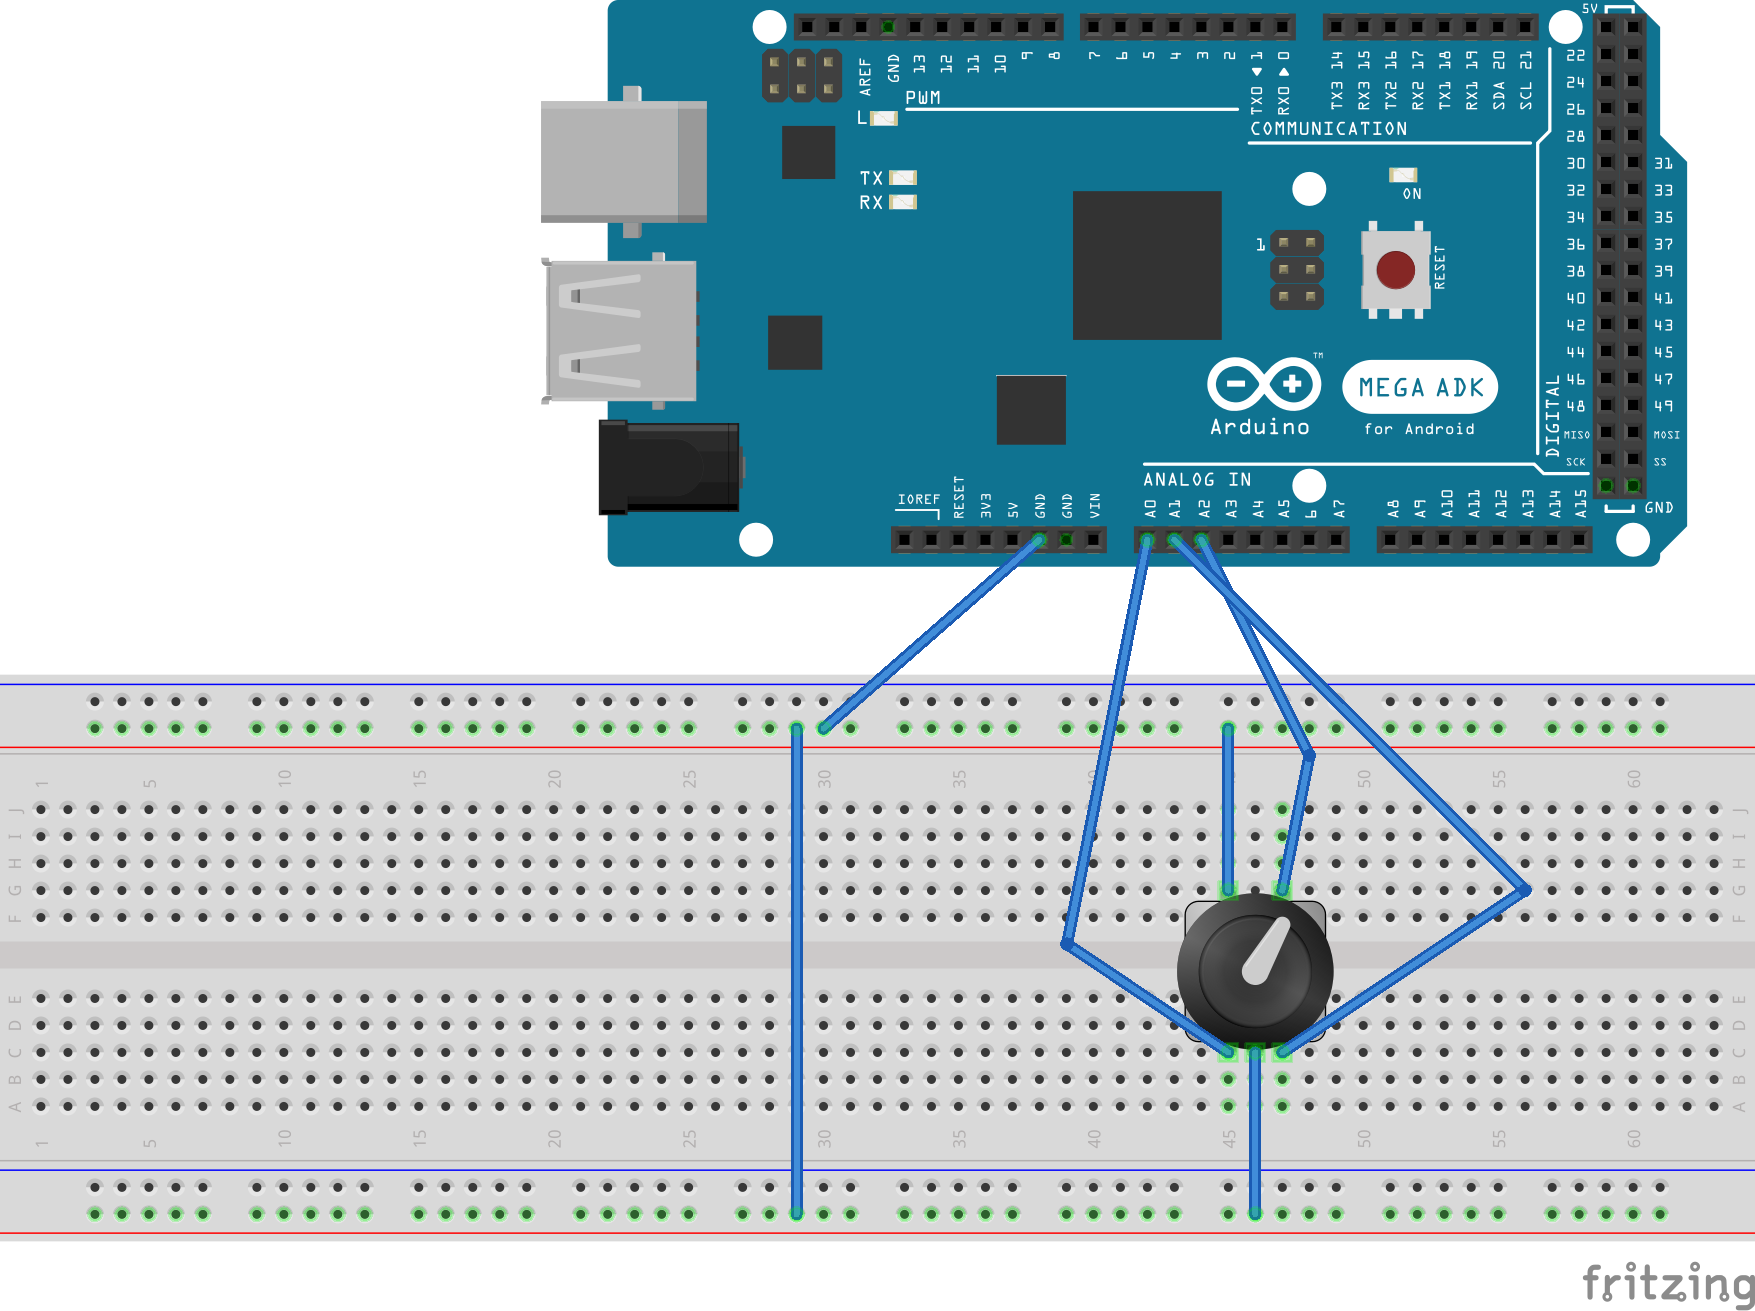 5V
AREF GND 13 12 11 10 9 8 7 6 5 4 3 2 TX0 ◄ 1 RX0 ► 0 TX3 14 RX3 15 TX2 16 RX2 17 TX1 18 RX1 19 SDA 20 SCL 21
PWM
L
COMMUNICATION
TX
RX
ON
1
RESET
22
24
26
28
30 31
32 33
34 35
36 37
38 39
40 41
42 43
44 45
46 47
48 49
MISO MOSI
SCK SS
GND
DIGITAL
TM
Arduino
MEGA ADK
for Android
ANALOG IN
IOREF RESET 3V3 5V GND GND VIN
A0 A1 A2 A3 A4 A5 6 A7 A8 A9 A10 A11 A12 A13 A14 A15
1 5 10 15 20 25 30 35 50 55 60
J J
I I
H H
G G
F F
E E
D D
C C
B B
A A
1 5 10 15 20 25 30 35 40 45 50 55 60
fritzing